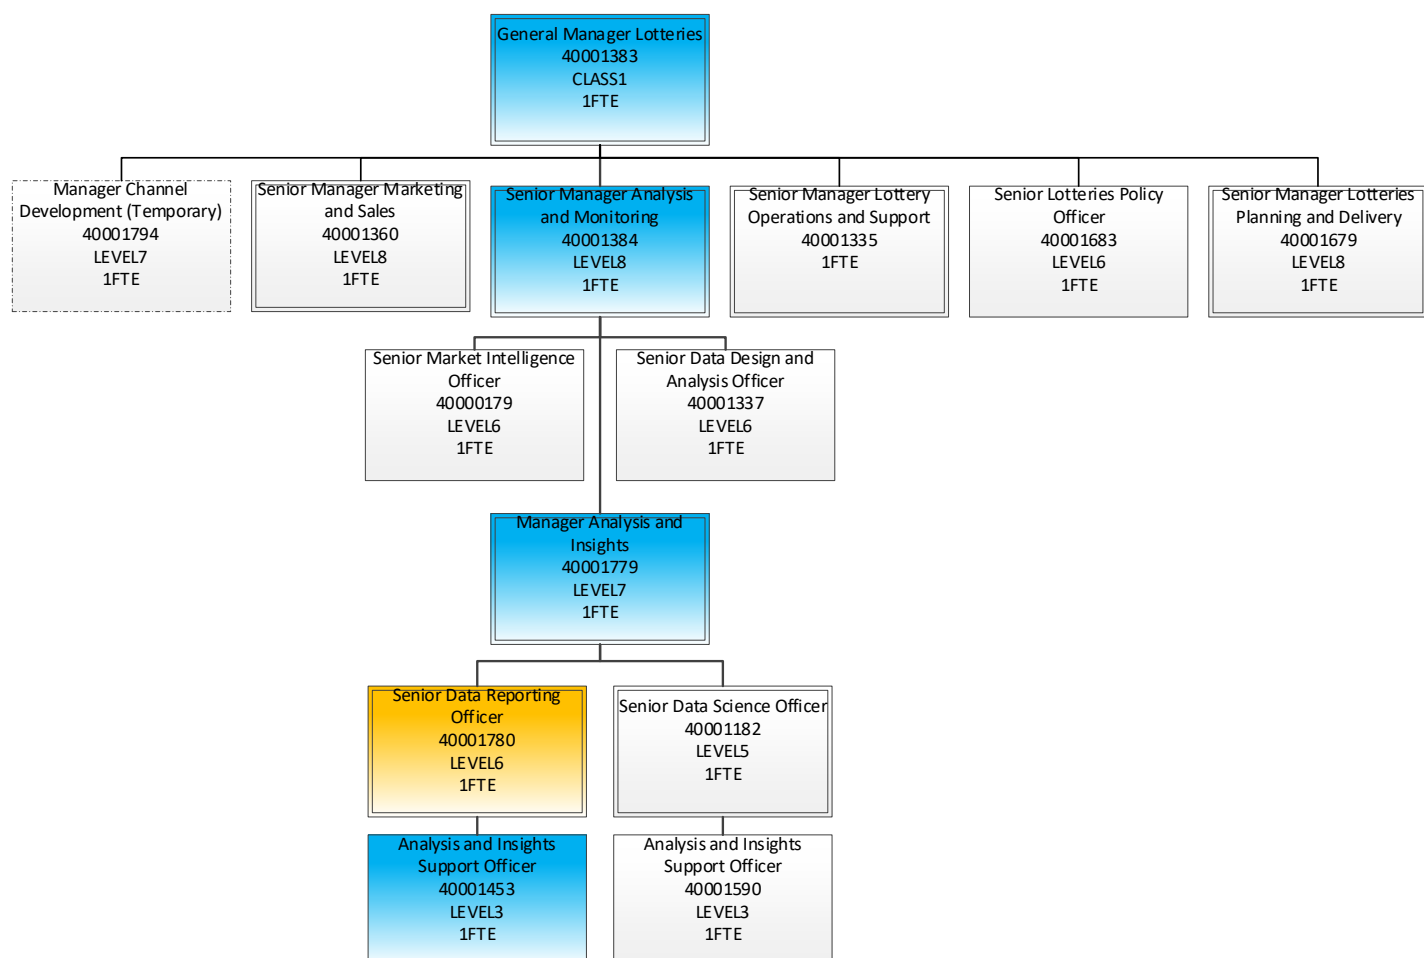 General Manager Lotteries
40001383
CLASS1
1FTE
Manager Channel
Development (Temporary)
40001794
LEVEL7
1FTE
Senior Manager Marketing
and Sales
40001360
LEVEL8
1FTE
Senior Manager Analysis
and Monitoring
40001384
LEVEL8
1FTE
Senior Manager Lottery
Operations and Support
40001335
1FTE
Senior Lotteries Policy
Officer
40001683
LEVEL6
1FTE
Senior Manager Lotteries
Planning and Delivery
40001679
LEVEL8
1FTE
Senior Market Intelligence
Officer
40000179
LEVEL6
1FTE
Senior Data Design and
Analysis Officer
40001337
LEVEL6
1FTE
Manager Analysis and
Insights
40001779
LEVEL7
1FTE
Senior Data Reporting
Officer
40001780
LEVEL6
1FTE
Senior Data Science Officer
40001182
LEVEL5
1FTE
Analysis and Insights
Support Officer
40001453
LEVEL3
1FTE
Analysis and Insights
Support Officer
40001590
LEVEL3
1FTE